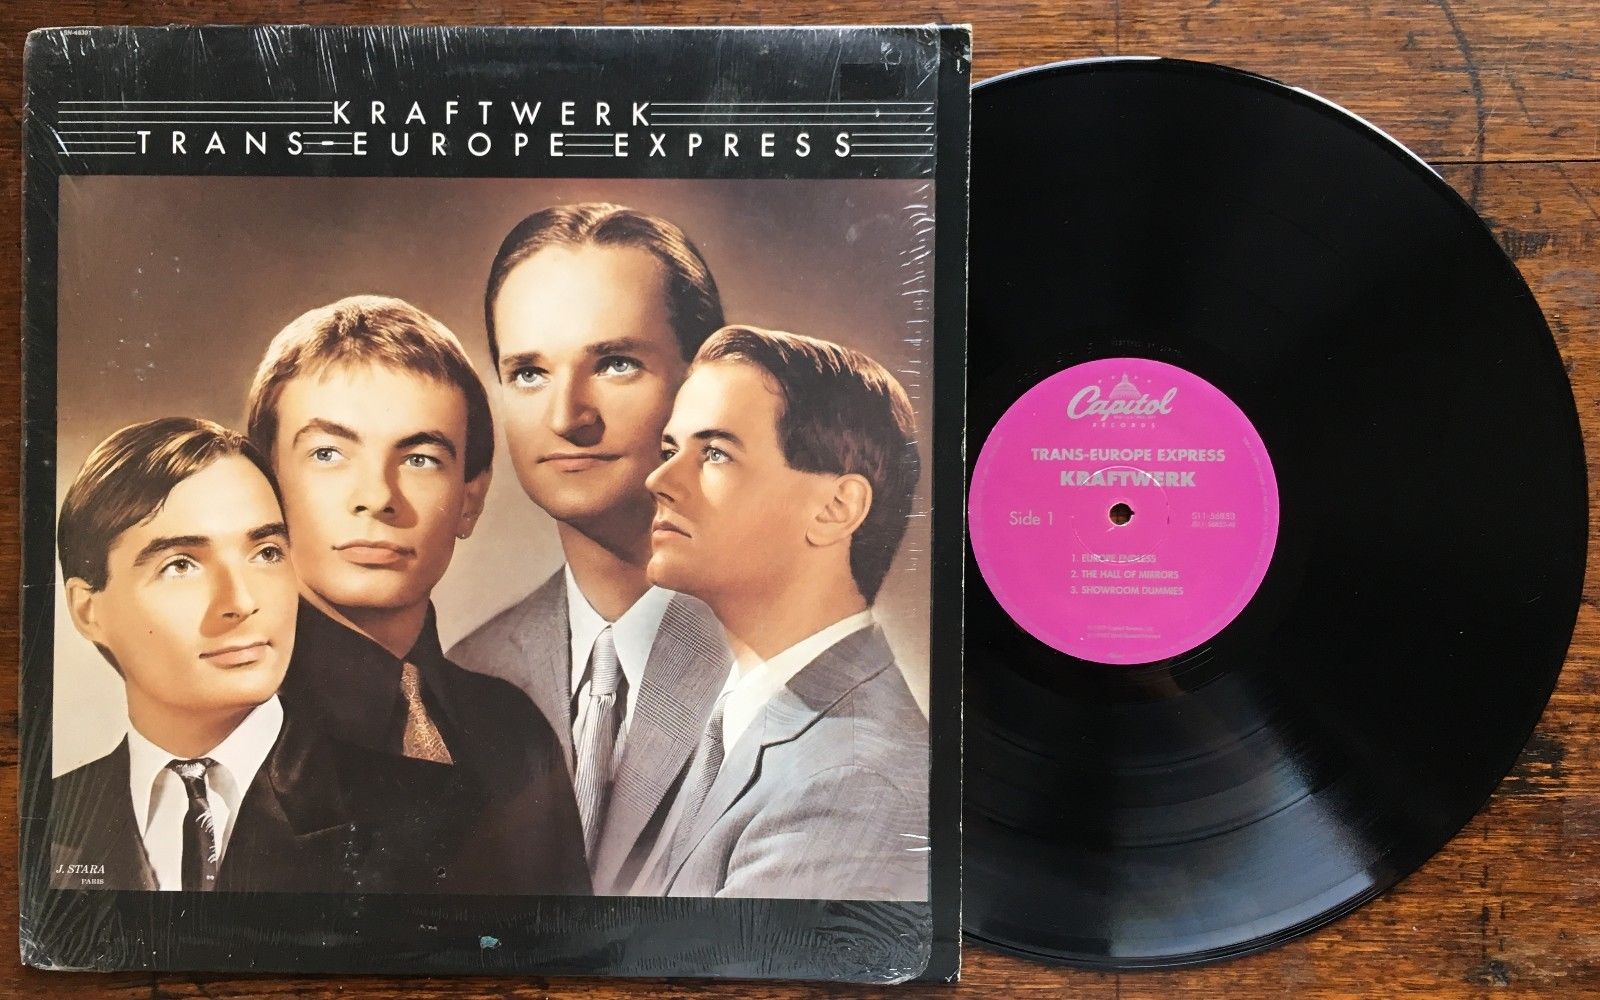 KRAFTWERK
TRANS-EUROPE EXPRESS
J. STARA
PARIS
Capitol
RECORDS
TRANS-EUROPE EXPRESS
KRAFTWERK
Side 1
1. EUROPE ENDLESS
2. THE HALL OF MIRRORS
3. SHOWROOM DUMMIES